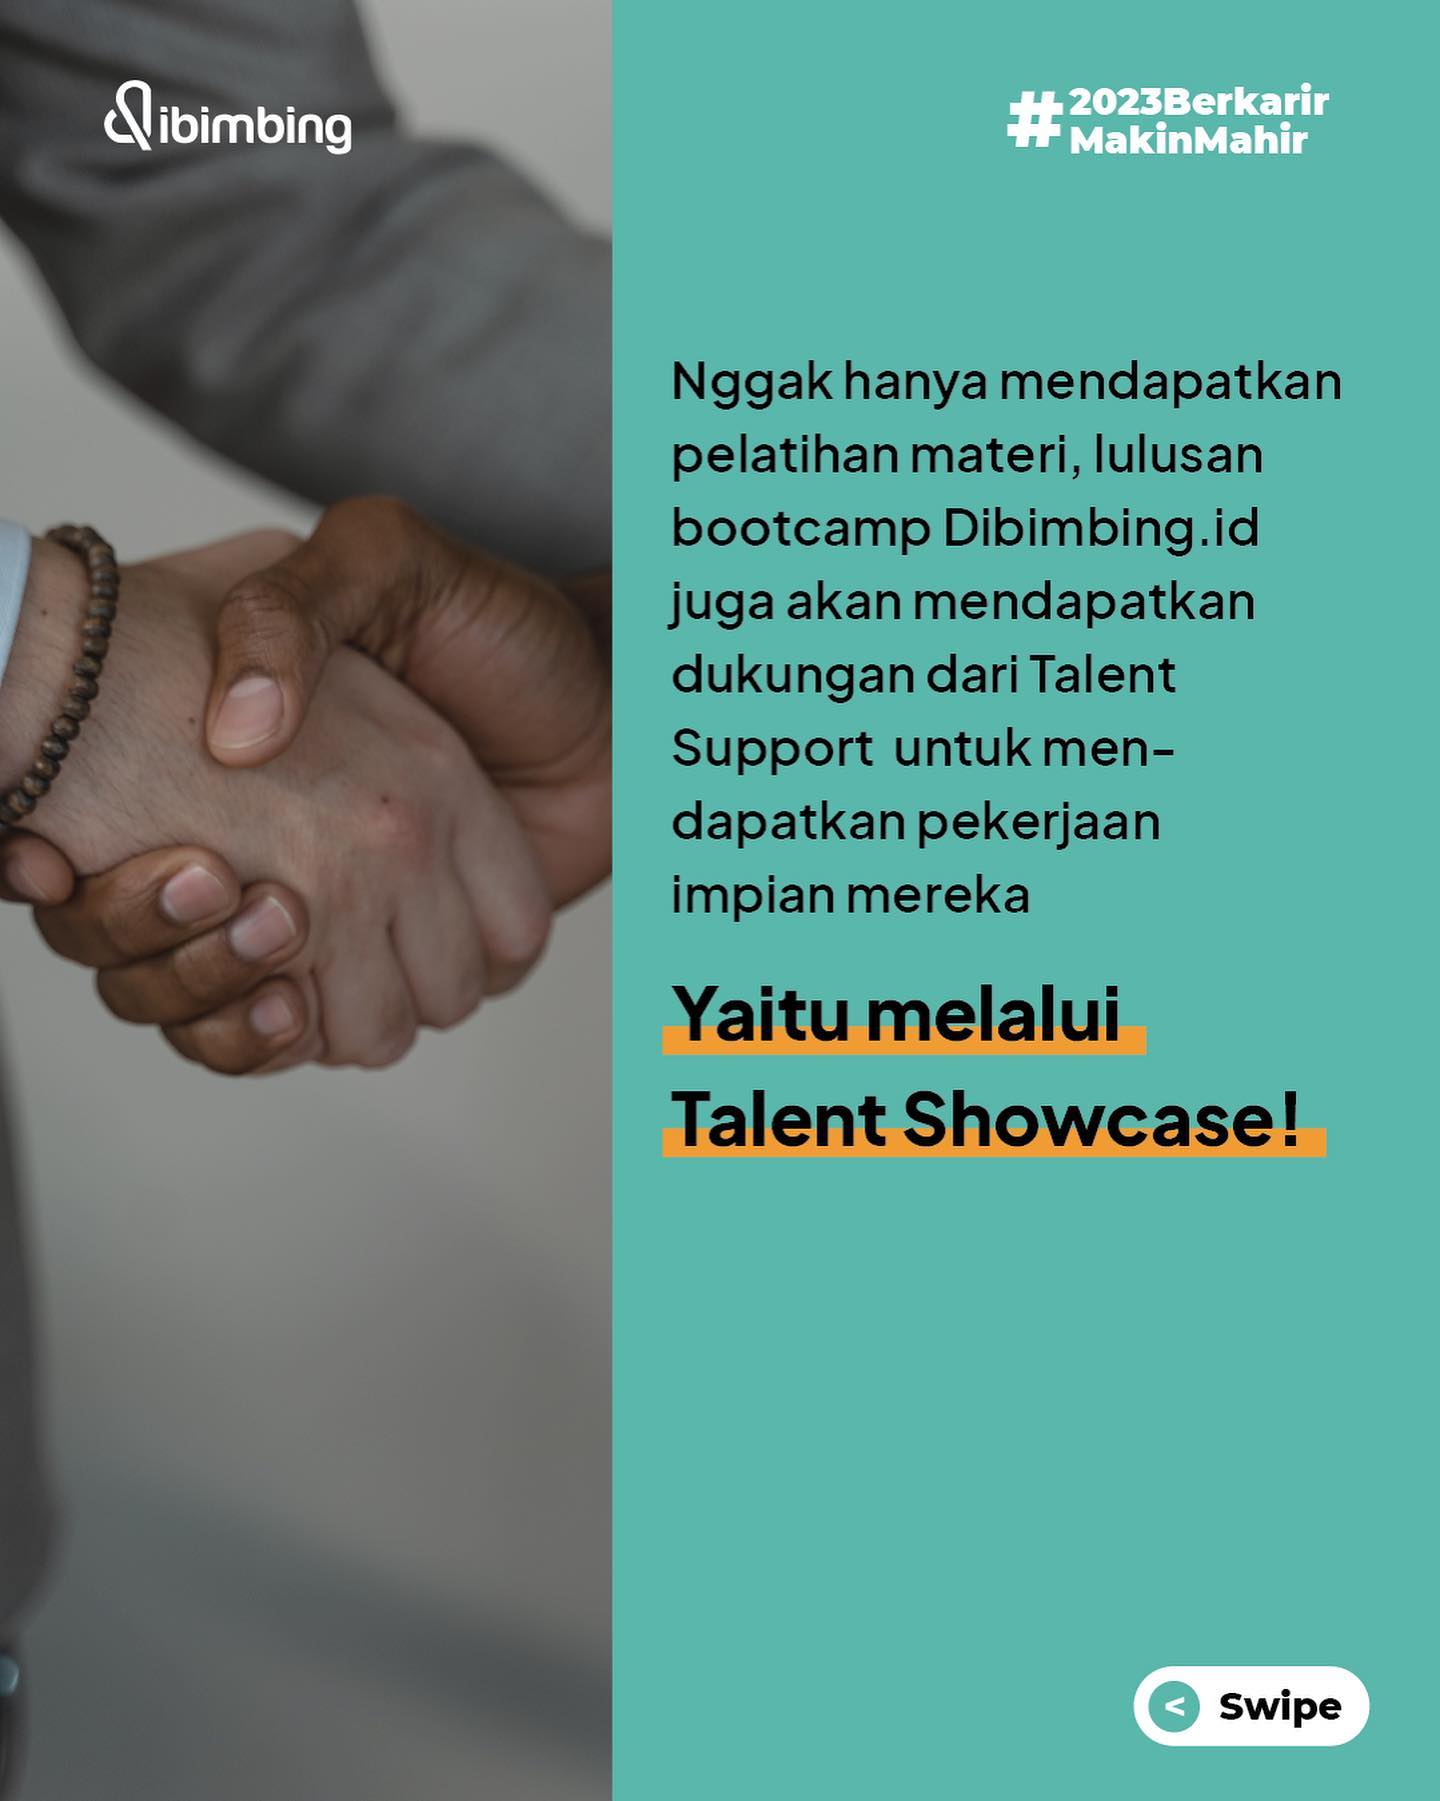 Dibimbing
#2023Berkarir
MakinMahir
Nggak hanya mendapatkan
pelatihan materi, lulusan
bootcamp Dibimbing.id
juga akan mendapatkan
dukungan dari Talent
Support  untuk men-
dapatkan pekerjaan
impian mereka
Yaitu melalui
Talent Showcase!
< Swipe